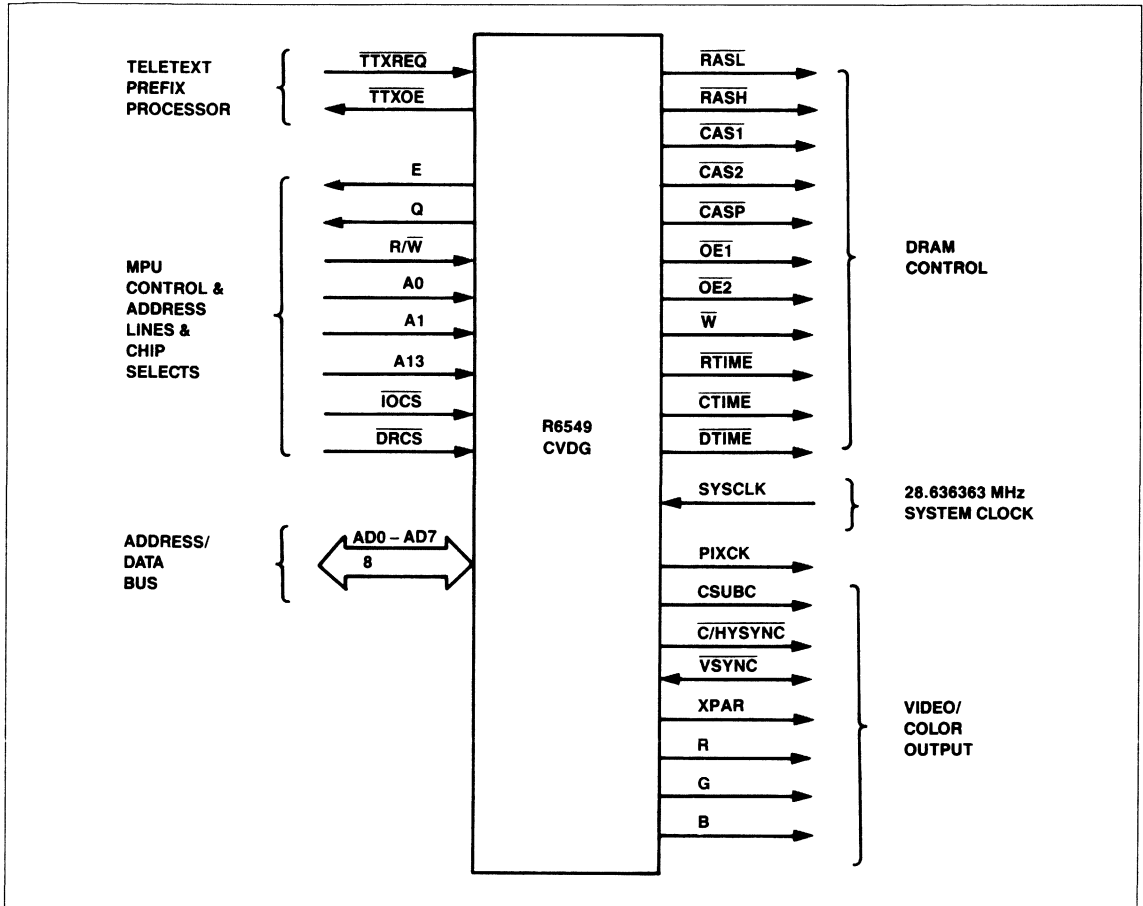 TELETEXT
PREFIX
PROCESSOR
TTXREQ
TTXOE
MPU
CONTROL &
ADDRESS
LINES &
CHIP
SELECTS
E
Q
R/W
A0
A1
A13
IOCS
DRCS
ADDRESS/
DATA
BUS
AD0 – AD7
8
R6549
CVDG
RASL
RASH
CAS1
CAS2
CASP
OE1
OE2
W
RTIME
CTIME
DTIME
DRAM
CONTROL
SYSCLK
28.636363 MHz
SYSTEM CLOCK
PIXCK
CSUBC
C/HYSYNC
VSYNC
XPAR
R
G
B
VIDEO/
COLOR
OUTPUT